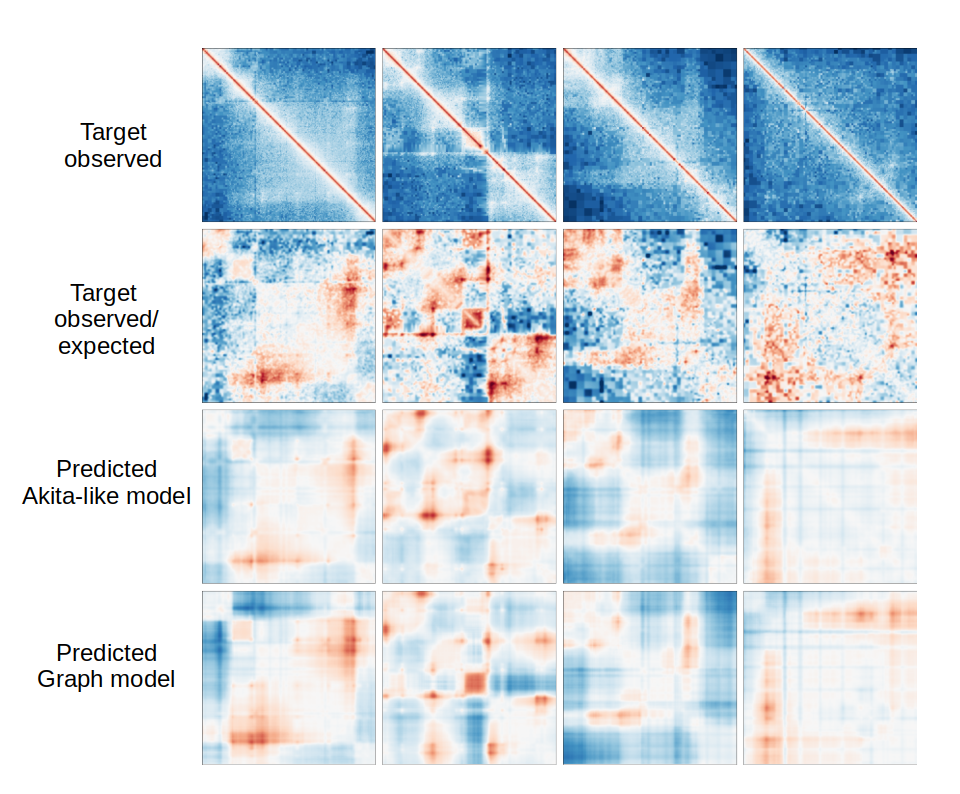 Target
observed
Target
observed/
expected
Predicted
Akita-like model
Predicted
Graph model